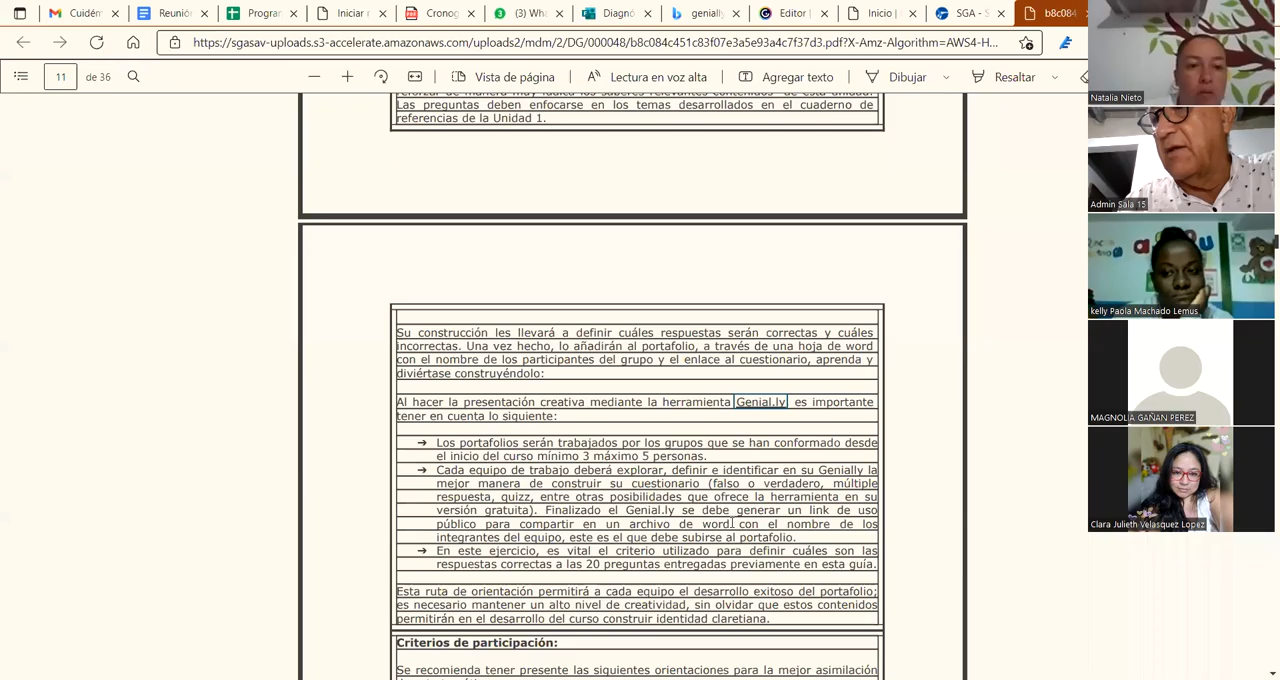 Cuidém
Reunió
Progra
Iniciar
Cronog
(3) Wha
Diagnó
genially
Editor |
Inicio |
SGA - S
b8c084
https://sgasav-uploads.s3-accelerate.amazonaws.com/uploads2/mdm/2/DG/000048/b8c084c451c83f07e3a5e93a4c7f37d3.pdf?X-Amz-Algorithm=AWS4-H...
11 de 36 Vista de página Lectura en voz alta Agregar texto Dibujar Resaltar
reforzar de manera muy lúdica los saberes relevantes contenidos de esta unidad.
Las preguntas deben enfocarse en los temas desarrollados en el cuaderno de
referencias de la Unidad 1.
Su construcción les llevará a definir cuáles respuestas serán correctas y cuáles
incorrectas. Una vez hecho, lo añadirán al portafolio, a través de una hoja de word
con el nombre de los participantes del grupo y el enlace al cuestionario, aprenda y
diviértase construyéndolo:
Al hacer la presentación creativa mediante la herramienta Genial.ly es importante
tener en cuenta lo siguiente:
➔ Los portafolios serán trabajados por los grupos que se han conformado desde
el inicio del curso mínimo 3 máximo 5 personas.
➔ Cada equipo de trabajo deberá explorar, definir e identificar en su Genially la
mejor manera de construir su cuestionario (falso o verdadero, múltiple
respuesta, quizz, entre otras posibilidades que ofrece la herramienta en su
versión gratuita). Finalizado el Genial.ly se debe generar un link de uso
público para compartir en un archivo de word con el nombre de los
integrantes del equipo, este es el que debe subirse al portafolio.
➔ En este ejercicio, es vital el criterio utilizado para definir cuáles son las
respuestas correctas a las 20 preguntas entregadas previamente en esta guía.
Esta ruta de orientación permitirá a cada equipo el desarrollo exitoso del portafolio;
es necesario mantener un alto nivel de creatividad, sin olvidar que estos contenidos
permitirán en el desarrollo del curso construir identidad claretiana.
Criterios de participación:
Se recomienda tener presente las siguientes orientaciones para la mejor asimilación
Natalia Nieto
Admin Sala 15
kelly Paola Machado Lemus
MAGNOLIA GAÑAN PEREZ
Clara Julieth Velasquez Lopez